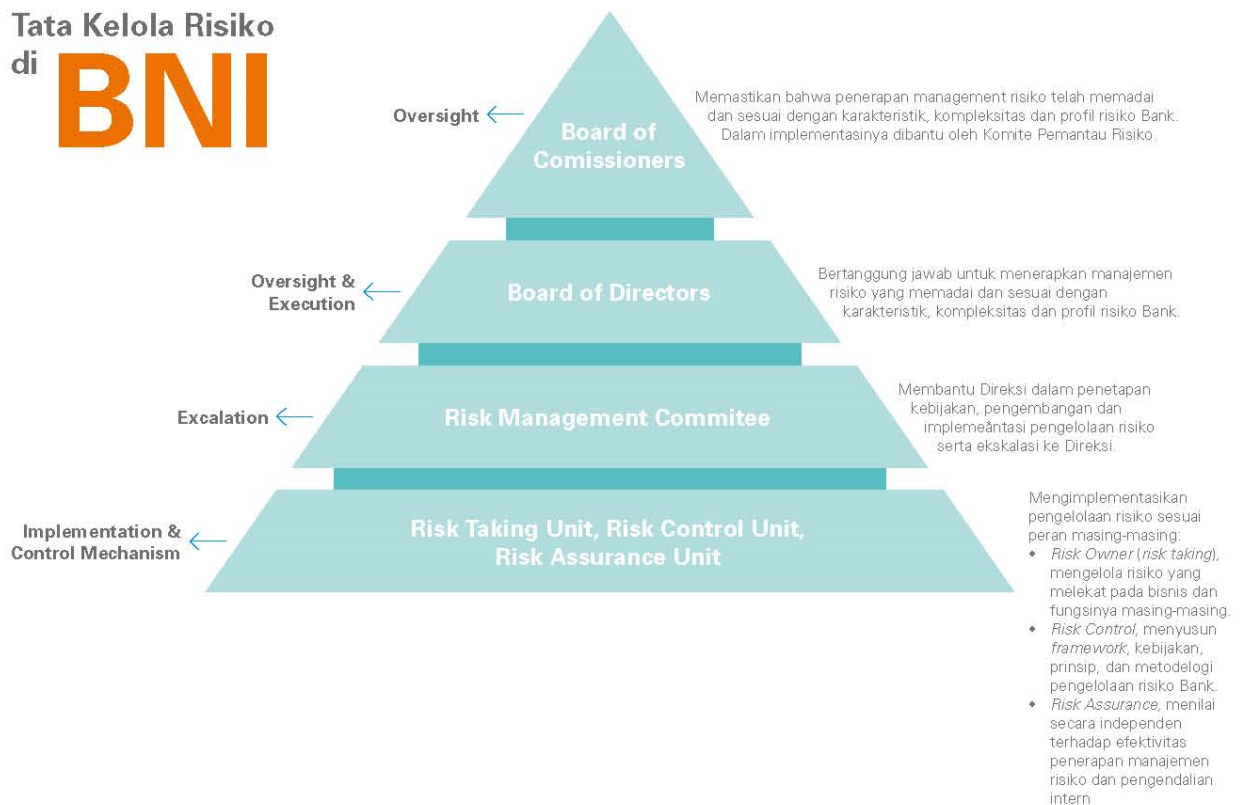 Tata Kelola Risiko
di BNI
Oversight
Board of
Comissioners
Memastikan bahwa penerapan management risiko telah memadai
dan sesuai dengan karakteristik, kompleksitas dan profil risiko Bank.
Dalam implementasinya dibantu oleh Komite Pemantau Risiko.
Oversight &
Execution
Board of Directors
Bertanggung jawab untuk menerapkan manajemen
risiko yang memadai dan sesuai dengan
karakteristik, kompleksitas dan profil risiko Bank.
Excalation
Risk Management Commitee
Membantu Direksi dalam penetapan
kebijakan, pengembangan dan
implemeântasi pengelolaan risiko
serta ekskalasi ke Direksi.
Implementation &
Control Mechanism
Risk Taking Unit, Risk Control Unit,
Risk Assurance Unit
Mengimplementasikan
pengelolaan risiko sesuai
peran masing-masing:
• Risk Owner (risk taking),
mengelola risiko yang
melekat pada bisnis dan
fungsinya masing-masing.
• Risk Control, menyusun
framework, kebijakan,
prinsip, dan metodelogi
pengelolaan risiko Bank.
• Risk Assurance, menilai
secara independen
terhadap efektivitas
penerapan manajemen
risiko dan pengendalian
intern